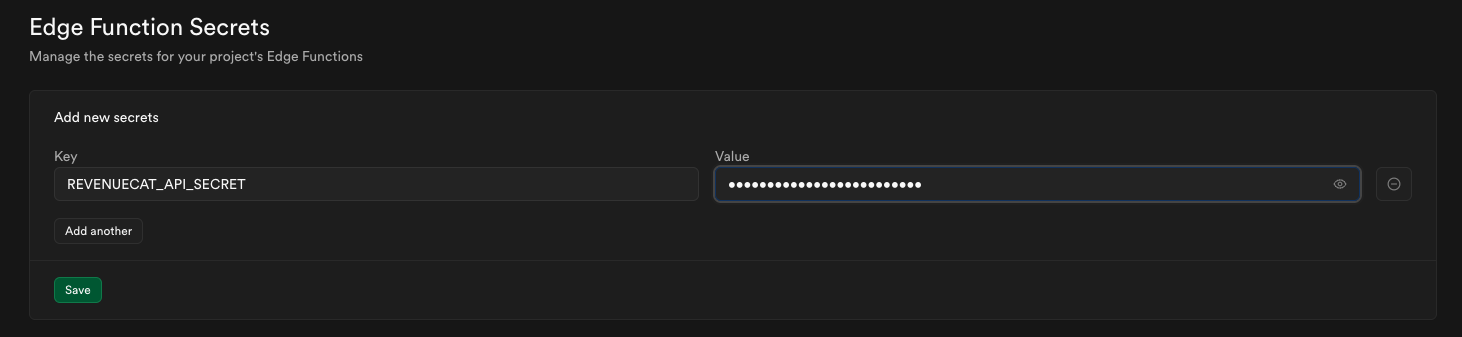 Edge Function Secrets
Manage the secrets for your project's Edge Functions
Add new secrets
Key
Value
REVENUECAT_API_SECRET
•••••••••••••••••••••••••
Add another
Save